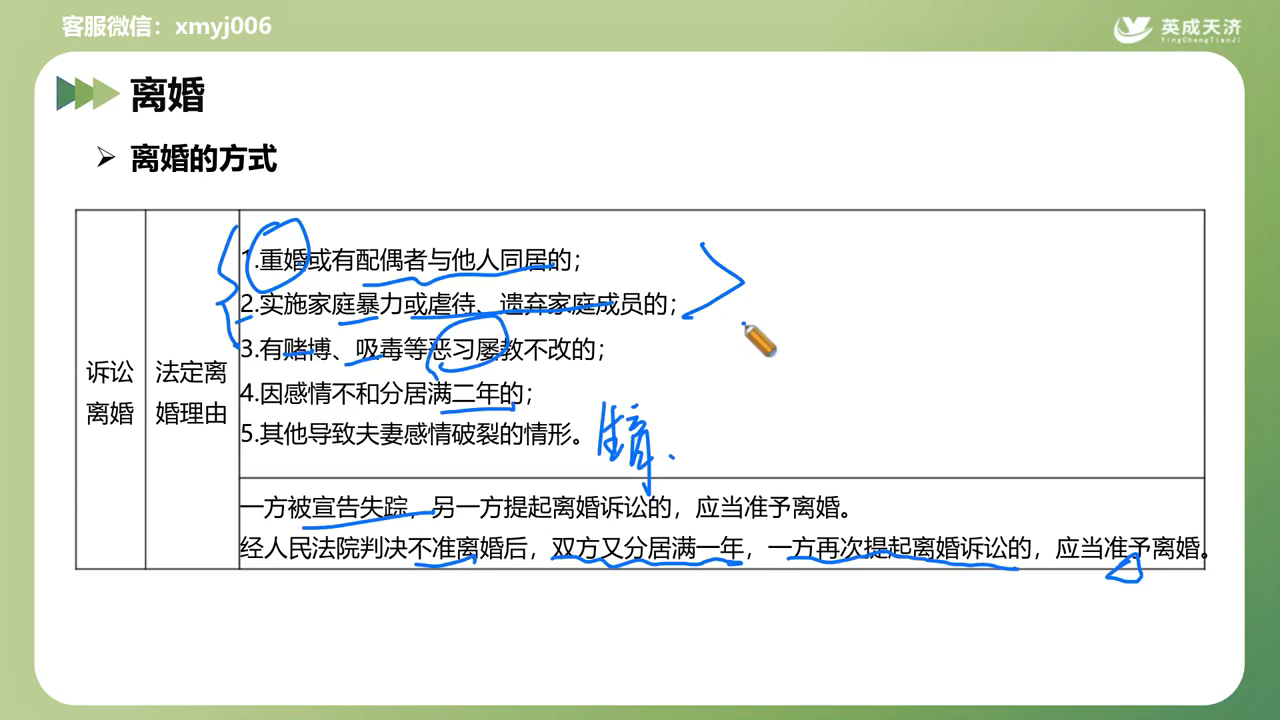 客服微信：xmyj006
英成天济
YingChengTianJi
离婚
离婚的方式
诉讼
离婚
法定离
婚理由
1.重婚或有配偶者与他人同居的；
2.实施家庭暴力或虐待、遗弃家庭成员的；
3.有赌博、吸毒等恶习屡教不改的；
4.因感情不和分居满二年的；
5.其他导致夫妻感情破裂的情形。
一方被宣告失踪，另一方提起离婚诉讼的，应当准予离婚。
经人民法院判决不准离婚后，双方又分居满一年，一方再次提起离婚诉讼的，应当准予离婚。